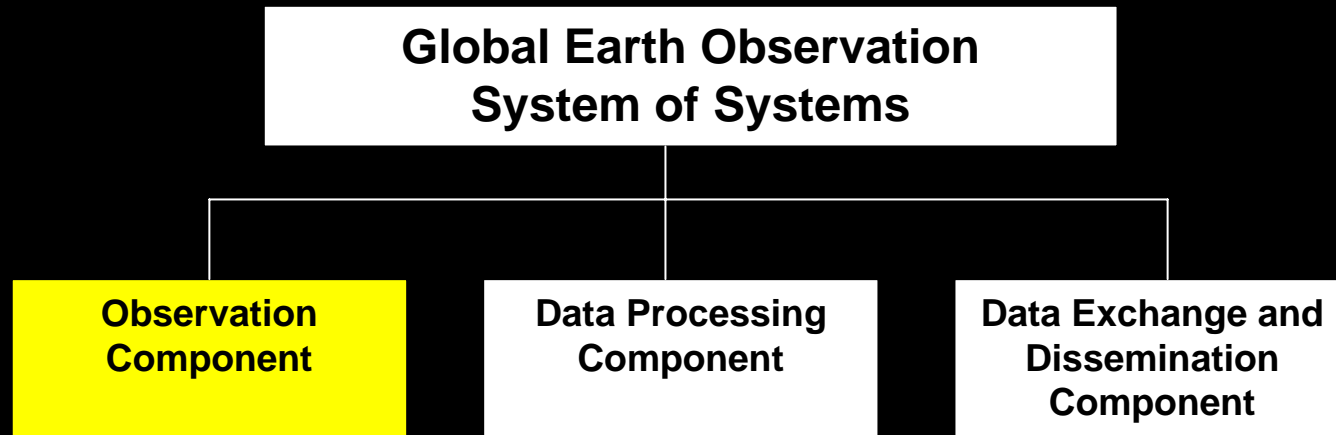 Global Earth Observation
System of Systems
Observation
Component
Data Processing
Component
Data Exchange and
Dissemination
Component